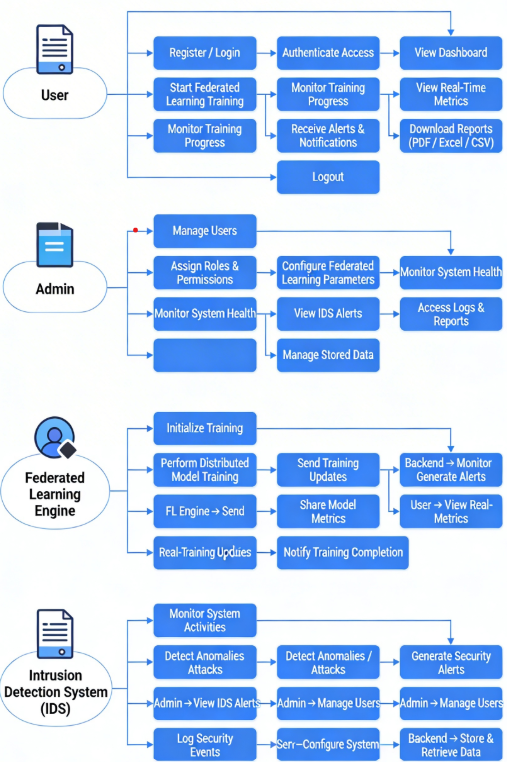 User
Register / Login
Authenticate Access
View Dashboard
Start Federated
Learning Training
Monitor Training
Progress
View Real-Time
Metrics
Monitor Training
Progress
Receive Alerts &
Notifications
Download Reports
(PDF / Excel / CSV)
Logout
Admin
Manage Users
Assign Roles &
Permissions
Configure Federated
Learning Parameters
Monitor System Health
Monitor System Health
View IDS Alerts
Access Logs &
Reports
Manage Stored Data
Federated
Learning
Engine
Initialize Training
Perform Distributed
Model Training
Send Training
Updates
Backend → Monitor
Generate Alerts
FL Engine → Send
Share Model
Metrics
User → View Real-
Metrics
Real-Training
Notify Training Completion
Intrusion
Detection System
(IDS)
Monitor System
Activities
Detect Anomalies
Attacks
Detect Anomalies /
Attacks
Generate Security
Alerts
Admin → View IDS Alerts
Admin → Manage Users
Admin → Manage Users
Log Security
Events
Configure System
Backend → Store &
Retrieve Data